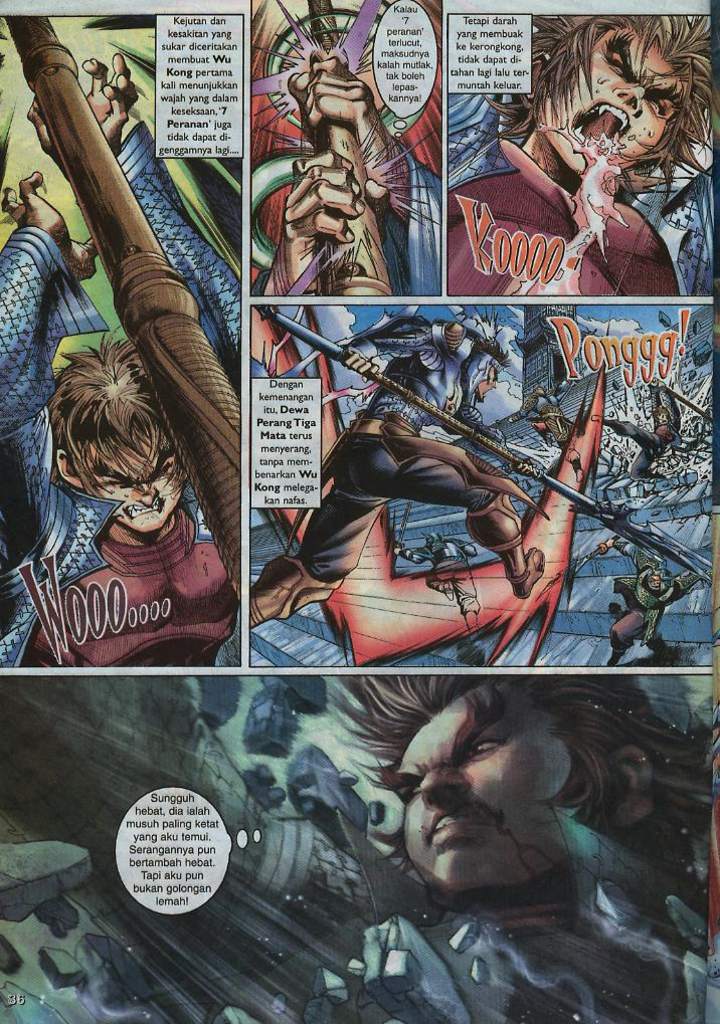 Kejutan dan
kesakitan yang
sukar diceritakan
membuat Wu
Kong pertama
kali menunjukkan
wajah yang dalam
keseksaan,'7
Peranan' juga
tidak dapat di-
genggamnya lagi....
Kalau
'7
peranan'
terlucut,
maksudnya
kalah mutlak,
tak boleh
lepas-
kannya!
Tetapi darah
yang membuak
ke kerongkong,
tidak dapat di-
tahan lagi lalu ter-
muntah keluar.
Koooo..
Wooooooo
Dengan
kemenangan
itu, Dewa
Perang Tiga
Mata terus
menyerang,
tanpa mem-
benarkan Wu
Kong melega-
kan nafas.
Ponggg!
Sungguh
hebat, dia ialah
musuh paling ketat
yang aku temui.
Serangannya pun
bertambah hebat.
Tapi aku pun
bukan golongan
lemah!
36